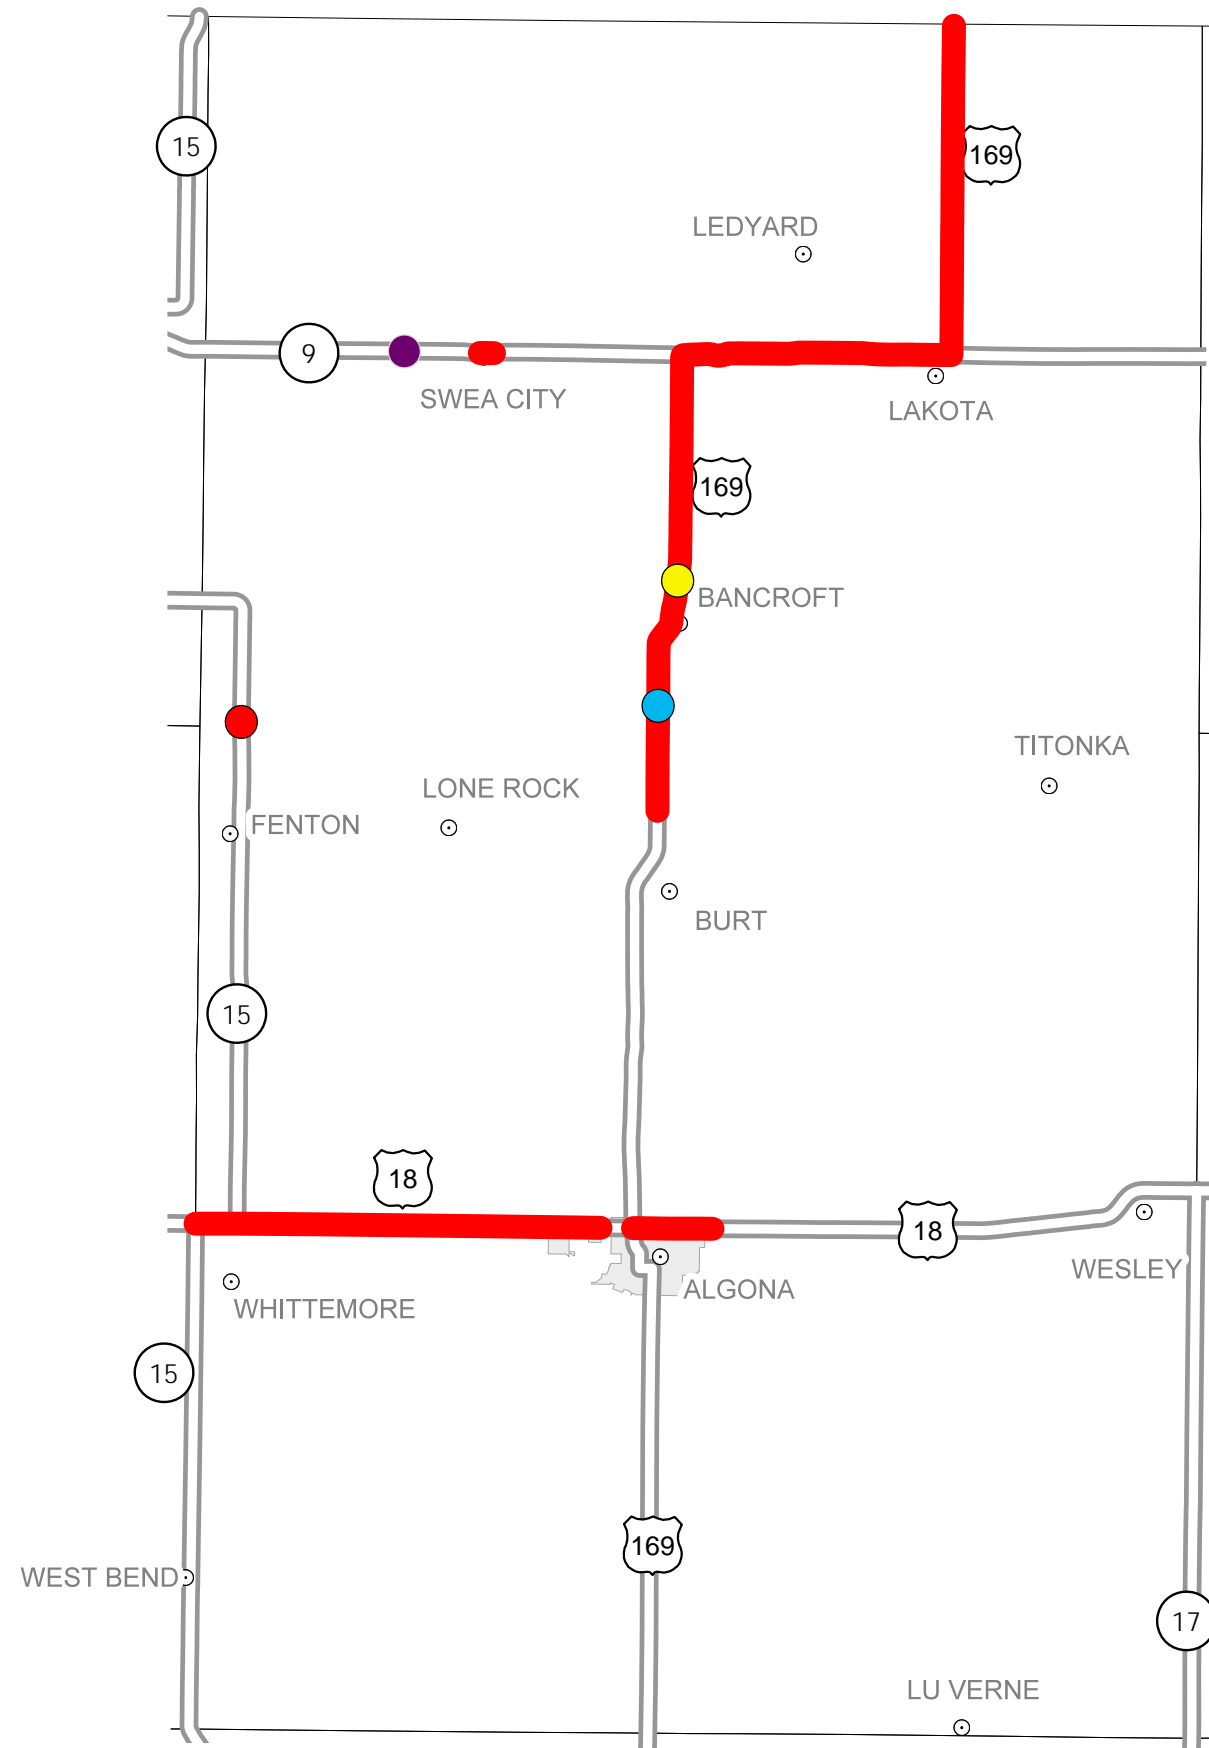 15
169
LEDYARD
9
SWEA CITY
LAKOTA
169
BANCROFT
TITONKA
LONE ROCK
FENTON
BURT
15
18
18
WESLEY
ALGONA
WHITTEMORE
15
169
WEST BEND
17
LU VERNE